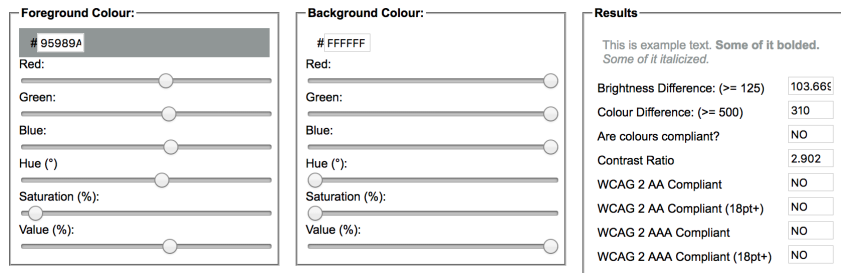 Foreground Colour:
# 95989A
Red:
Green:
Blue:
Hue (°)
Saturation (%):
Value (%):
Background Colour:
# FFFFFF
Red:
Green:
Blue:
Hue (°):
Saturation (%):
Value (%):
Results
This is example text. Some of it bolded.
Some of it italicized.
Brightness Difference: (>= 125) 103.669
Colour Difference: (>= 500) 310
Are colours compliant? NO
Contrast Ratio 2.902
WCAG 2 AA Compliant NO
WCAG 2 AA Compliant (18pt+) NO
WCAG 2 AAA Compliant NO
WCAG 2 AAA Compliant (18pt+) NO